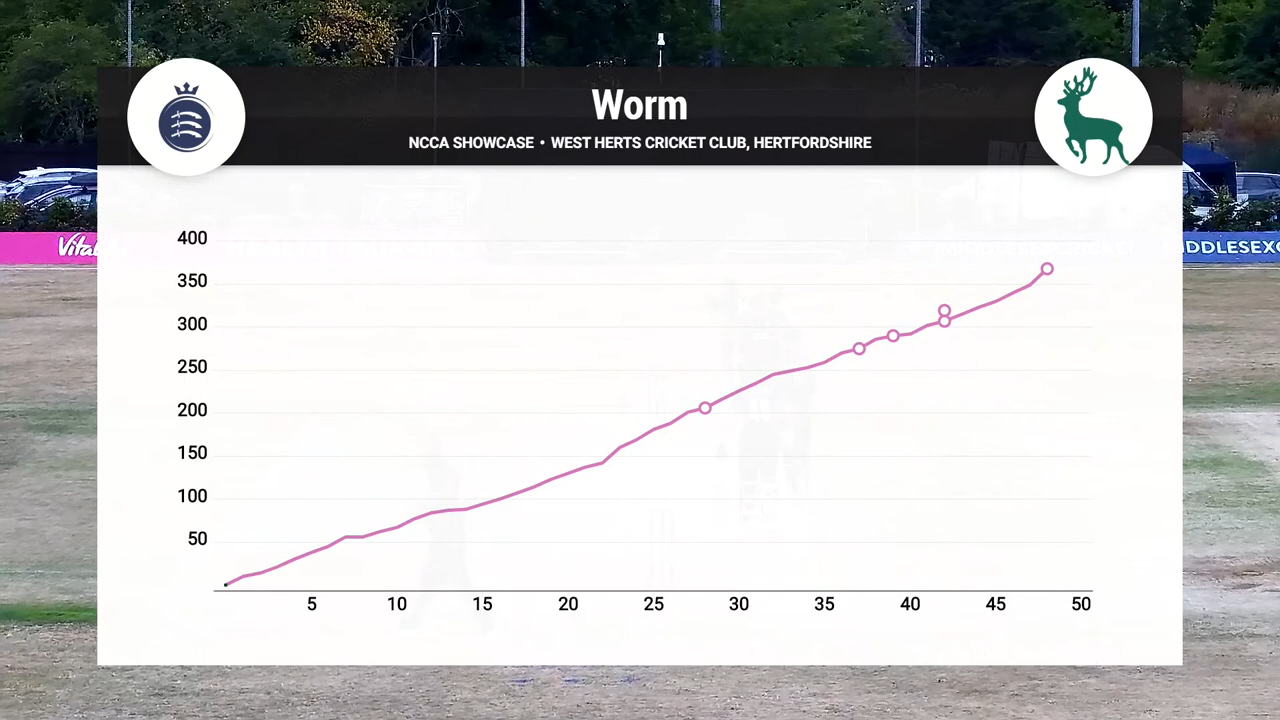 Worm
NCCA SHOWCASE • WEST HERTS CRICKET CLUB, HERTFORDSHIRE
400
350
300
250
200
150
100
50
5 10 15 20 25 30 35 40 45 50